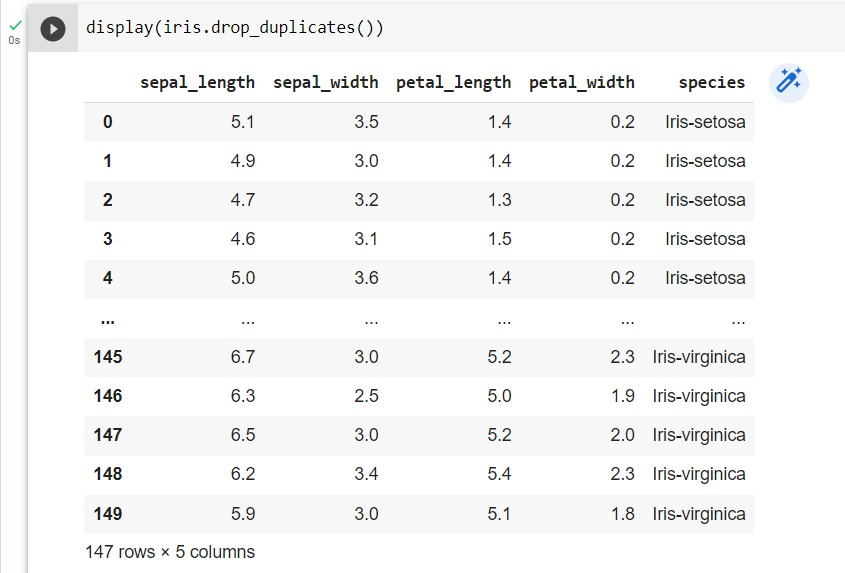 display(iris.drop_duplicates())
0s
sepal_length sepal_width petal_length petal_width species
0 5.1 3.5 1.4 0.2 Iris-setosa
1 4.9 3.0 1.4 0.2 Iris-setosa
2 4.7 3.2 1.3 0.2 Iris-setosa
3 4.6 3.1 1.5 0.2 Iris-setosa
4 5.0 3.6 1.4 0.2 Iris-setosa
... ... ... ... ... ...
145 6.7 3.0 5.2 2.3 Iris-virginica
146 6.3 2.5 5.0 1.9 Iris-virginica
147 6.5 3.0 5.2 2.0 Iris-virginica
148 6.2 3.4 5.4 2.3 Iris-virginica
149 5.9 3.0 5.1 1.8 Iris-virginica
147 rows × 5 columns